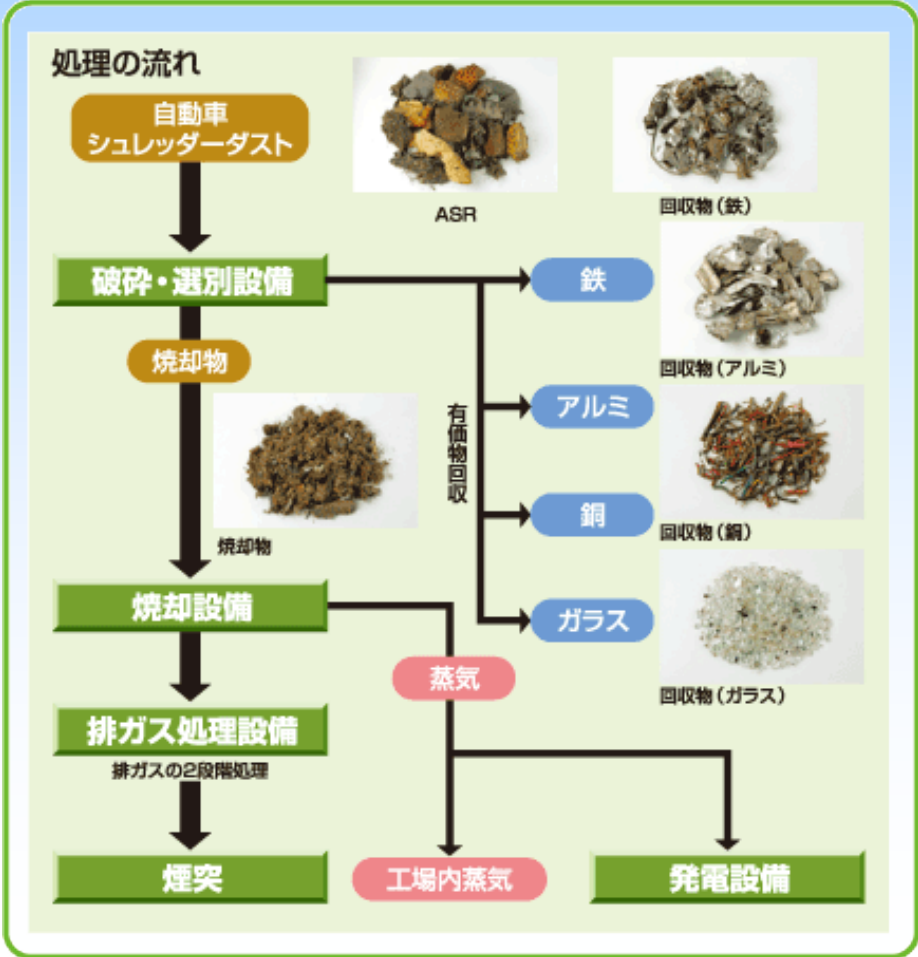 処理の流れ
自動車
シュレッダーダスト
ASR
回収物(鉄)
破砕・選別設備
鉄
焼却物
回収物(アルミ)
有価物回収
アルミ
焼却物
銅
回収物(銅)
焼却設備
ガラス
蒸気
回収物(ガラス)
排ガス処理設備
排ガスの2段階処理
煙突
工場内蒸気
発電設備